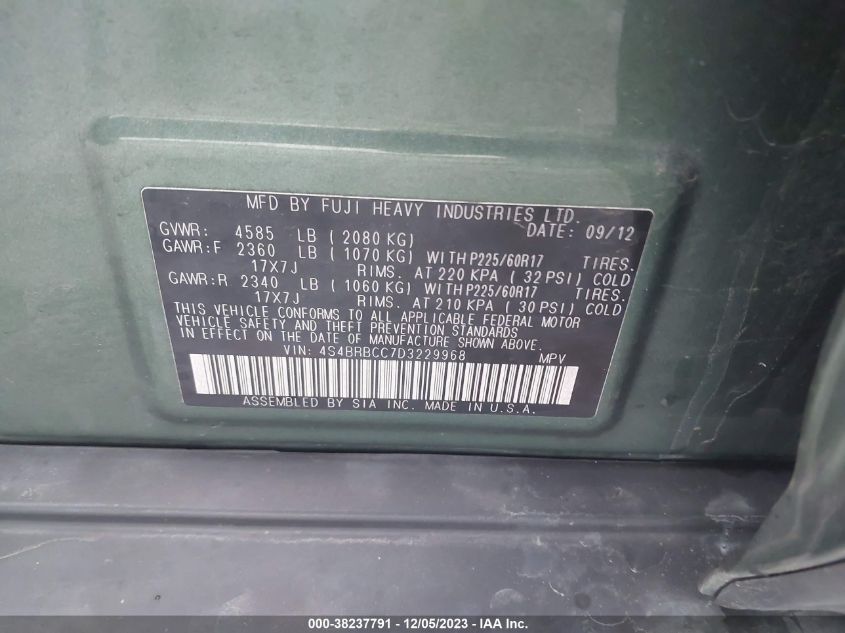 MFD BY FUJI HEAVY INDUSTRIES LTD.
DATE: 09/12
GVWR: 4585 LB ( 2080 KG)
GAWR:F 2360 LB ( 1070 KG) WITH P225/60R17 TIRES.
17X7J RIMS. AT 220 KPA ( 32 PSI) COLD
GAWR:R 2340 LB ( 1060 KG) WITH P225/60R17 TIRES.
17X7J RIMS. AT 210 KPA ( 30 PSI) COLD
THIS VEHICLE CONFORMS TO ALL APPLICABLE FEDERAL MOTOR
VEHICLE SAFETY AND THEFT PREVENTION STANDARDS
IN EFFECT ON THE DATE OF MANUFACTURE SHOWN ABOVE.
VIN: 4S4BRBCC7D3229968 MPV
ASSEMBLED BY SIA INC. MADE IN U.S.A.
000-38237791 - 12/05/2023 - © IAA, Inc.